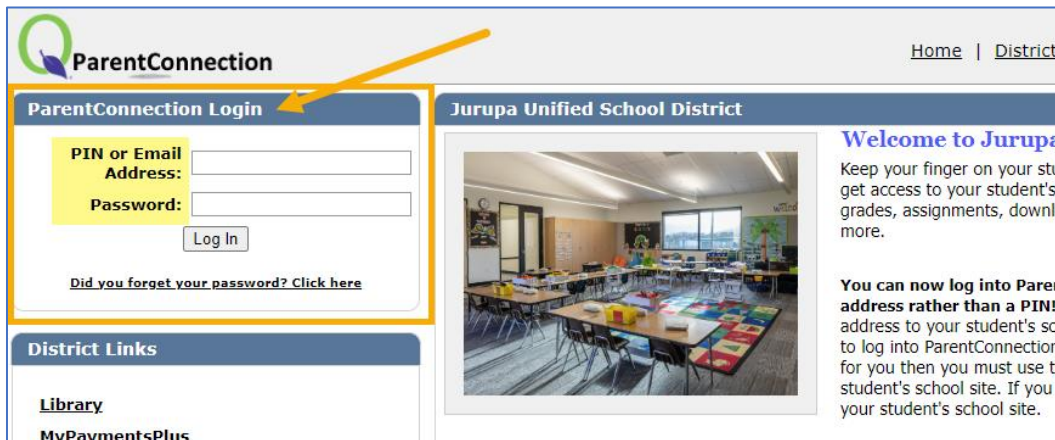 ParentConnection
Home | District
ParentConnection Login
PIN or Email
Address:
Password:
Log In
Did you forget your password? Click here
District Links
Library
MyPaymentsPlus
Jurupa Unified School District
Welcome to Jurupa
Keep your finger on your stu
get access to your student's
grades, assignments, downl
more.
You can now log into Paren
address rather than a PIN!
address to your student's sc
to log into ParentConnection
for you then you must use t
student's school site. If you
your student's school site.